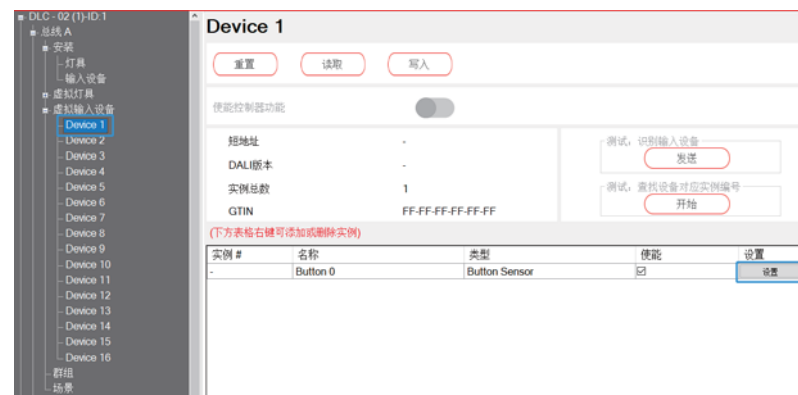 DLC - 02 (1)-ID:1
总线 A
安装
灯具
输入设备
虚拟灯具
虚拟输入设备
Device 1
Device 2
Device 3
Device 4
Device 5
Device 6
Device 7
Device 8
Device 9
Device 10
Device 11
Device 12
Device 13
Device 14
Device 15
Device 16
群组
场景
Device 1
重置 读取 写入
使能控制器功能
短地址 -
DALI版本 -
实例总数 1
GTIN FF-FF-FF-FF-FF-FF
测试，识别输入设备
发送
测试，查找设备对应实例编号
开始
(下方表格右键可添加或删除实例)
实例 # 名称 类型 使能 设置
- Button 0 Button Sensor 设置